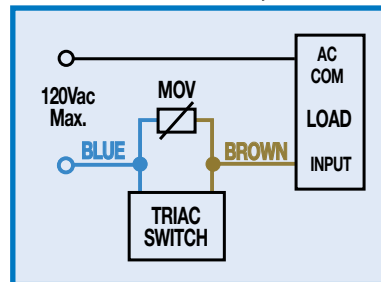 AC
COM
120Vac
Max.
MOV
LOAD
BLUE
BROWN
INPUT
TRIAC
SWITCH